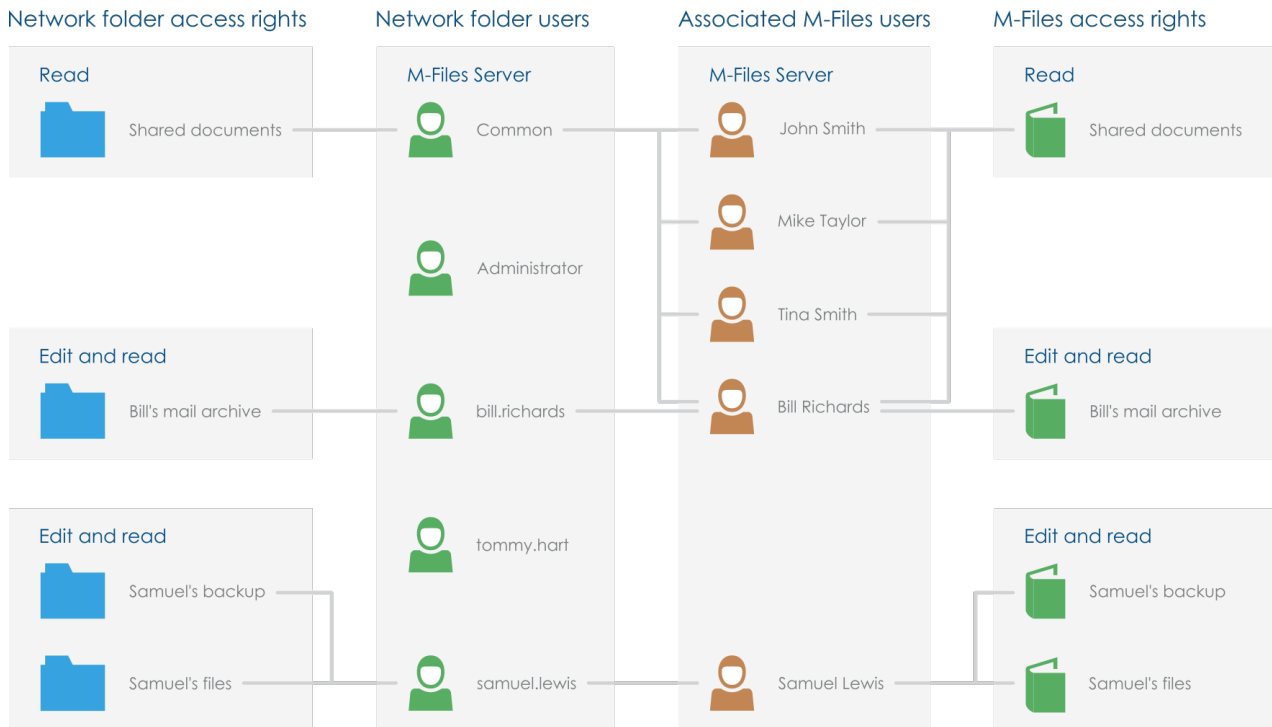 Network folder access rights
Network folder users
Associated M-Files users
M-Files access rights
Read
Shared documents
Edit and read
Bill's mail archive
Edit and read
Samuel's backup
Samuel's files
M-Files Server
Common
Administrator
bill.richards
tommy.hart
samuel.lewis
M-Files Server
John Smith
Mike Taylor
Tina Smith
Bill Richards
Samuel Lewis
Read
Shared documents
Edit and read
Bill's mail archive
Edit and read
Samuel's backup
Samuel's files